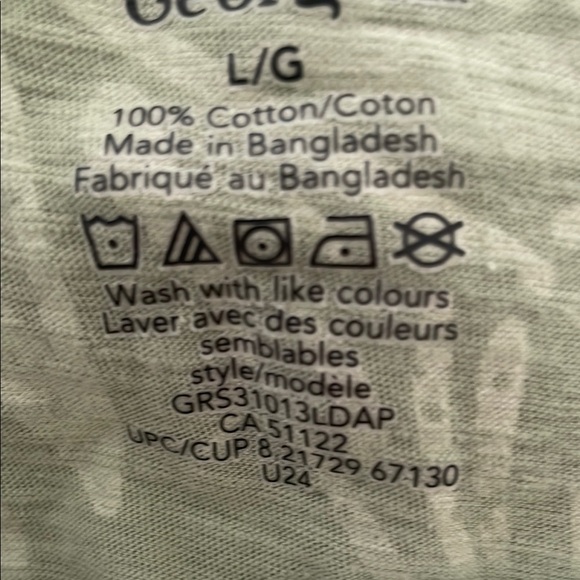 L/G
100% Cotton/Coton
Made in Bangladesh
Fabriqué au Bangladesh
Wash with like colours
Laver avec des couleurs
semblables
style/modèle
GRS31013LDAP
CA 51122
UPC/CUP 8 21729 67130
U24